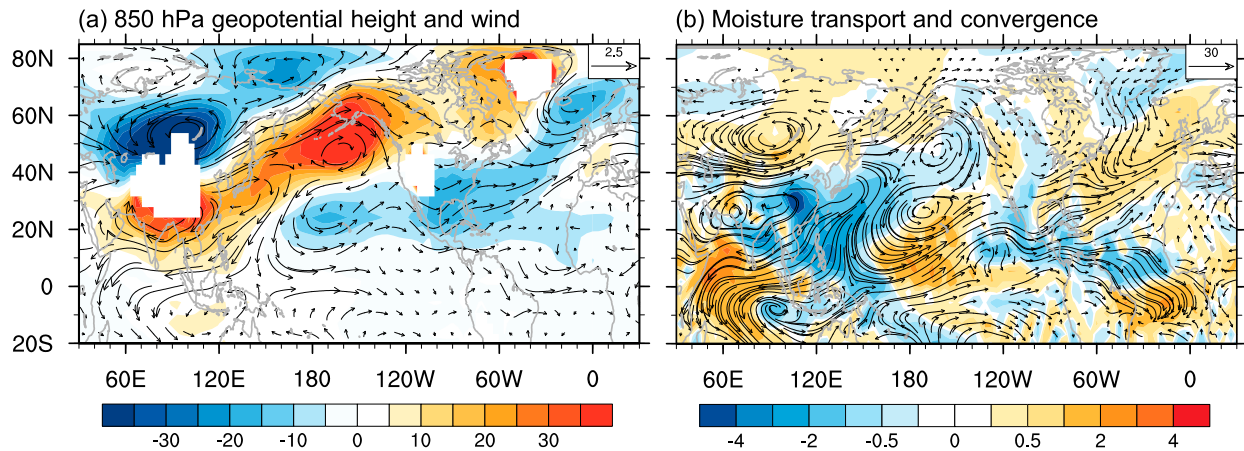 (a) 850 hPa geopotential height and wind
(b) Moisture transport and convergence
80N
60N
40N
20N
0
20S
2.5
30
60E 120E 180 120W 60W 0
60E 120E 180 120W 60W 0
-30 -20 -10 0 10 20 30
-4 -2 -0.5 0 0.5 2 4